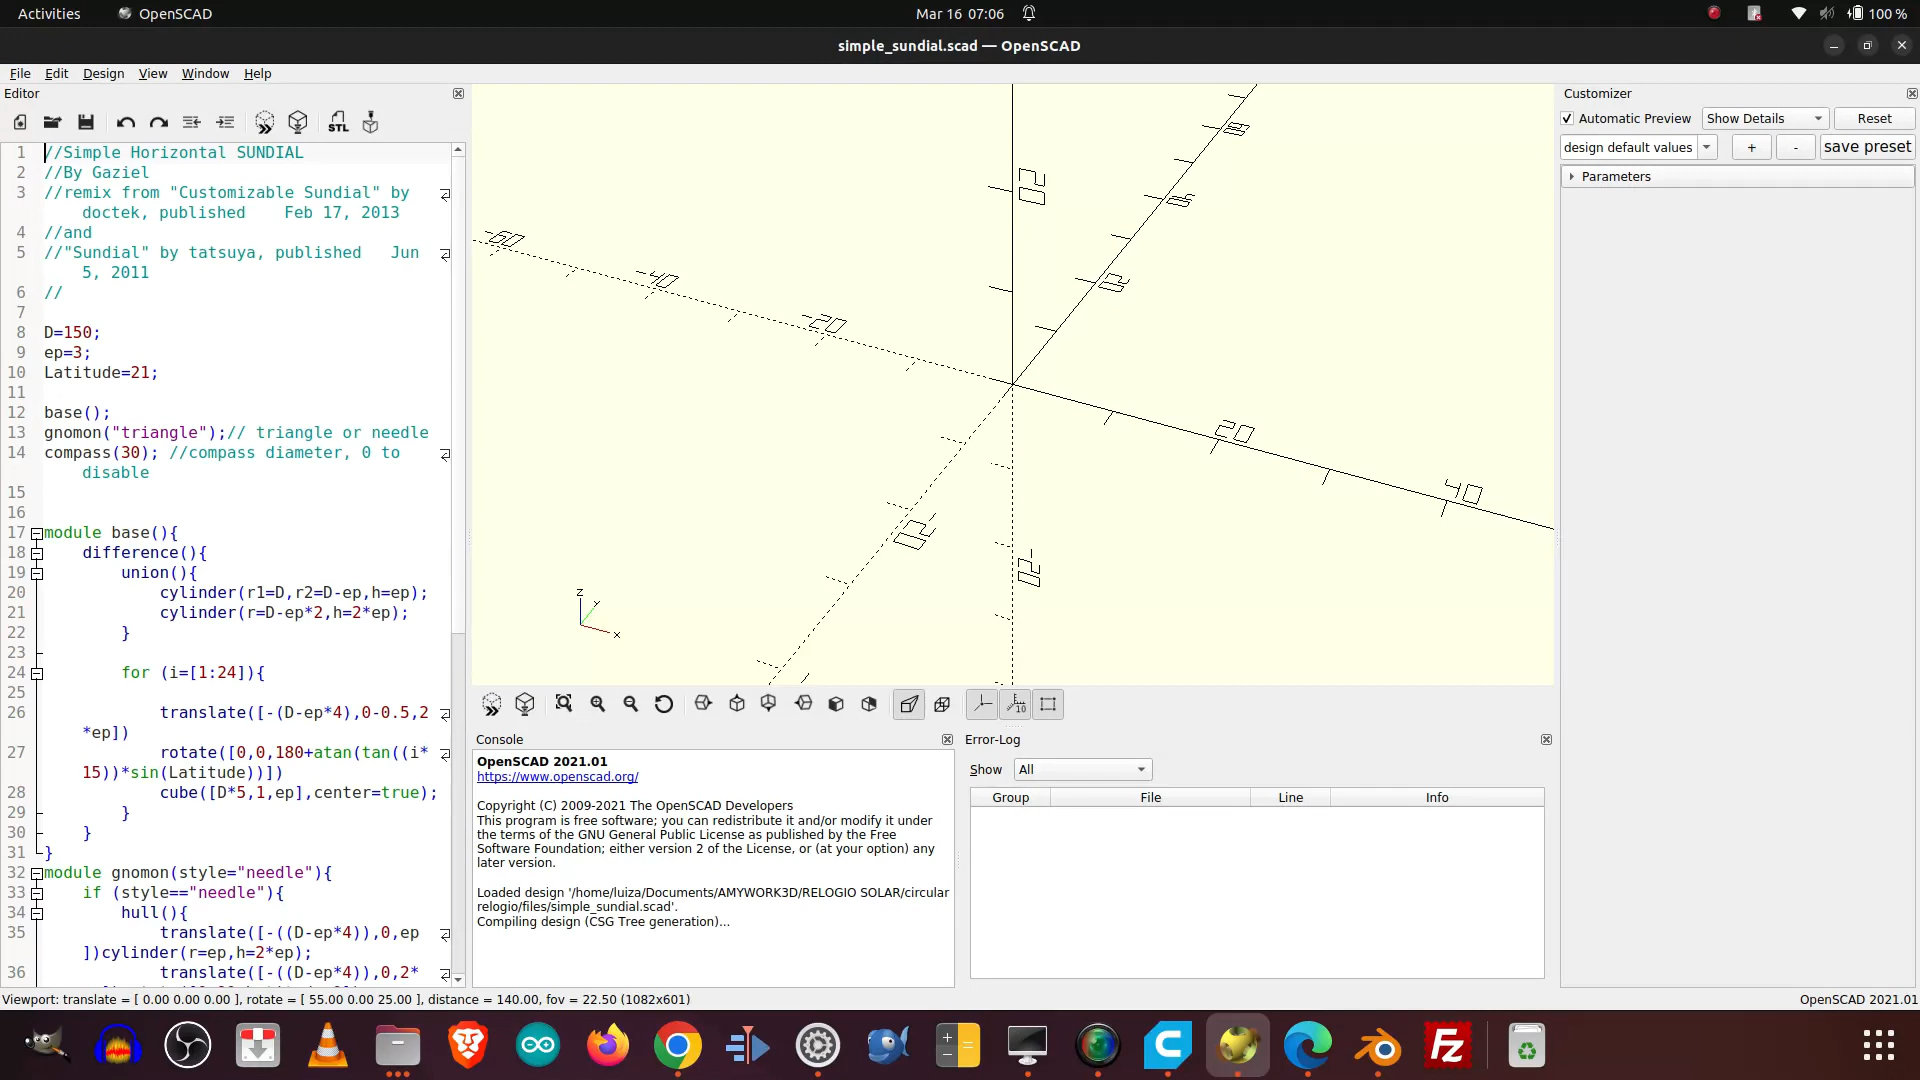 Activities
OpenSCAD
Mar 16 07:06
100 %
simple_sundial.scad — OpenSCAD
File Edit Design View Window Help
Editor
STL
1 //Simple Horizontal SUNDIAL
2 //By Gaziel
3 //remix from "Customizable Sundial" by
doctek, published    Feb 17, 2013
4 //and
5 //"Sundial" by tatsuya, published   Jun
5, 2011
6 //
7
8 D=150;
9 ep=3;
10 Latitude=21;
11
12 base();
13 gnomon("triangle");// triangle or needle
14 compass(30); //compass diameter, 0 to
disable
15
16
17 module base(){
18 difference(){
19 union(){
20 cylinder(r1=D,r2=D-ep,h=ep);
21 cylinder(r=D-ep*2,h=2*ep);
22 }
23
24 for (i=[1:24]){
25
26 translate([-(D-ep*4),0-0.5,2
*ep])
27 rotate([0,0,180+atan(tan((i*
15))*sin(Latitude))])
28 cube([D*5,1,ep],center=true);
29 }
30 }
31 }
32 module gnomon(style="needle"){
33 if (style=="needle"){
34 hull(){
35 translate([-((D-ep*4)),0,ep
])cylinder(r=ep,h=2*ep);
36 translate([-((D-ep*4)),0,2*
20
-40
-20
20
40
20
-20
-20
z
y
x
10
Console
OpenSCAD 2021.01
https://www.openscad.org/
Copyright (C) 2009-2021 The OpenSCAD Developers
This program is free software; you can redistribute it and/or modify it under
the terms of the GNU General Public License as published by the Free
Software Foundation; either version 2 of the License, or (at your option) any
later version.
Loaded design '/home/luiza/Documents/AMYWORK3D/RELOGIO SOLAR/circular
relogio/files/simple_sundial.scad'.
Compiling design (CSG Tree generation)...
Error-Log
Show All
Group File Line Info
Customizer
Automatic Preview Show Details Reset
design default values + - save preset
Parameters
Viewport: translate = [ 0.00 0.00 0.00 ], rotate = [ 55.00 0.00 25.00 ], distance = 140.00, fov = 22.50 (1082x601)
OpenSCAD 2021.01
Fz